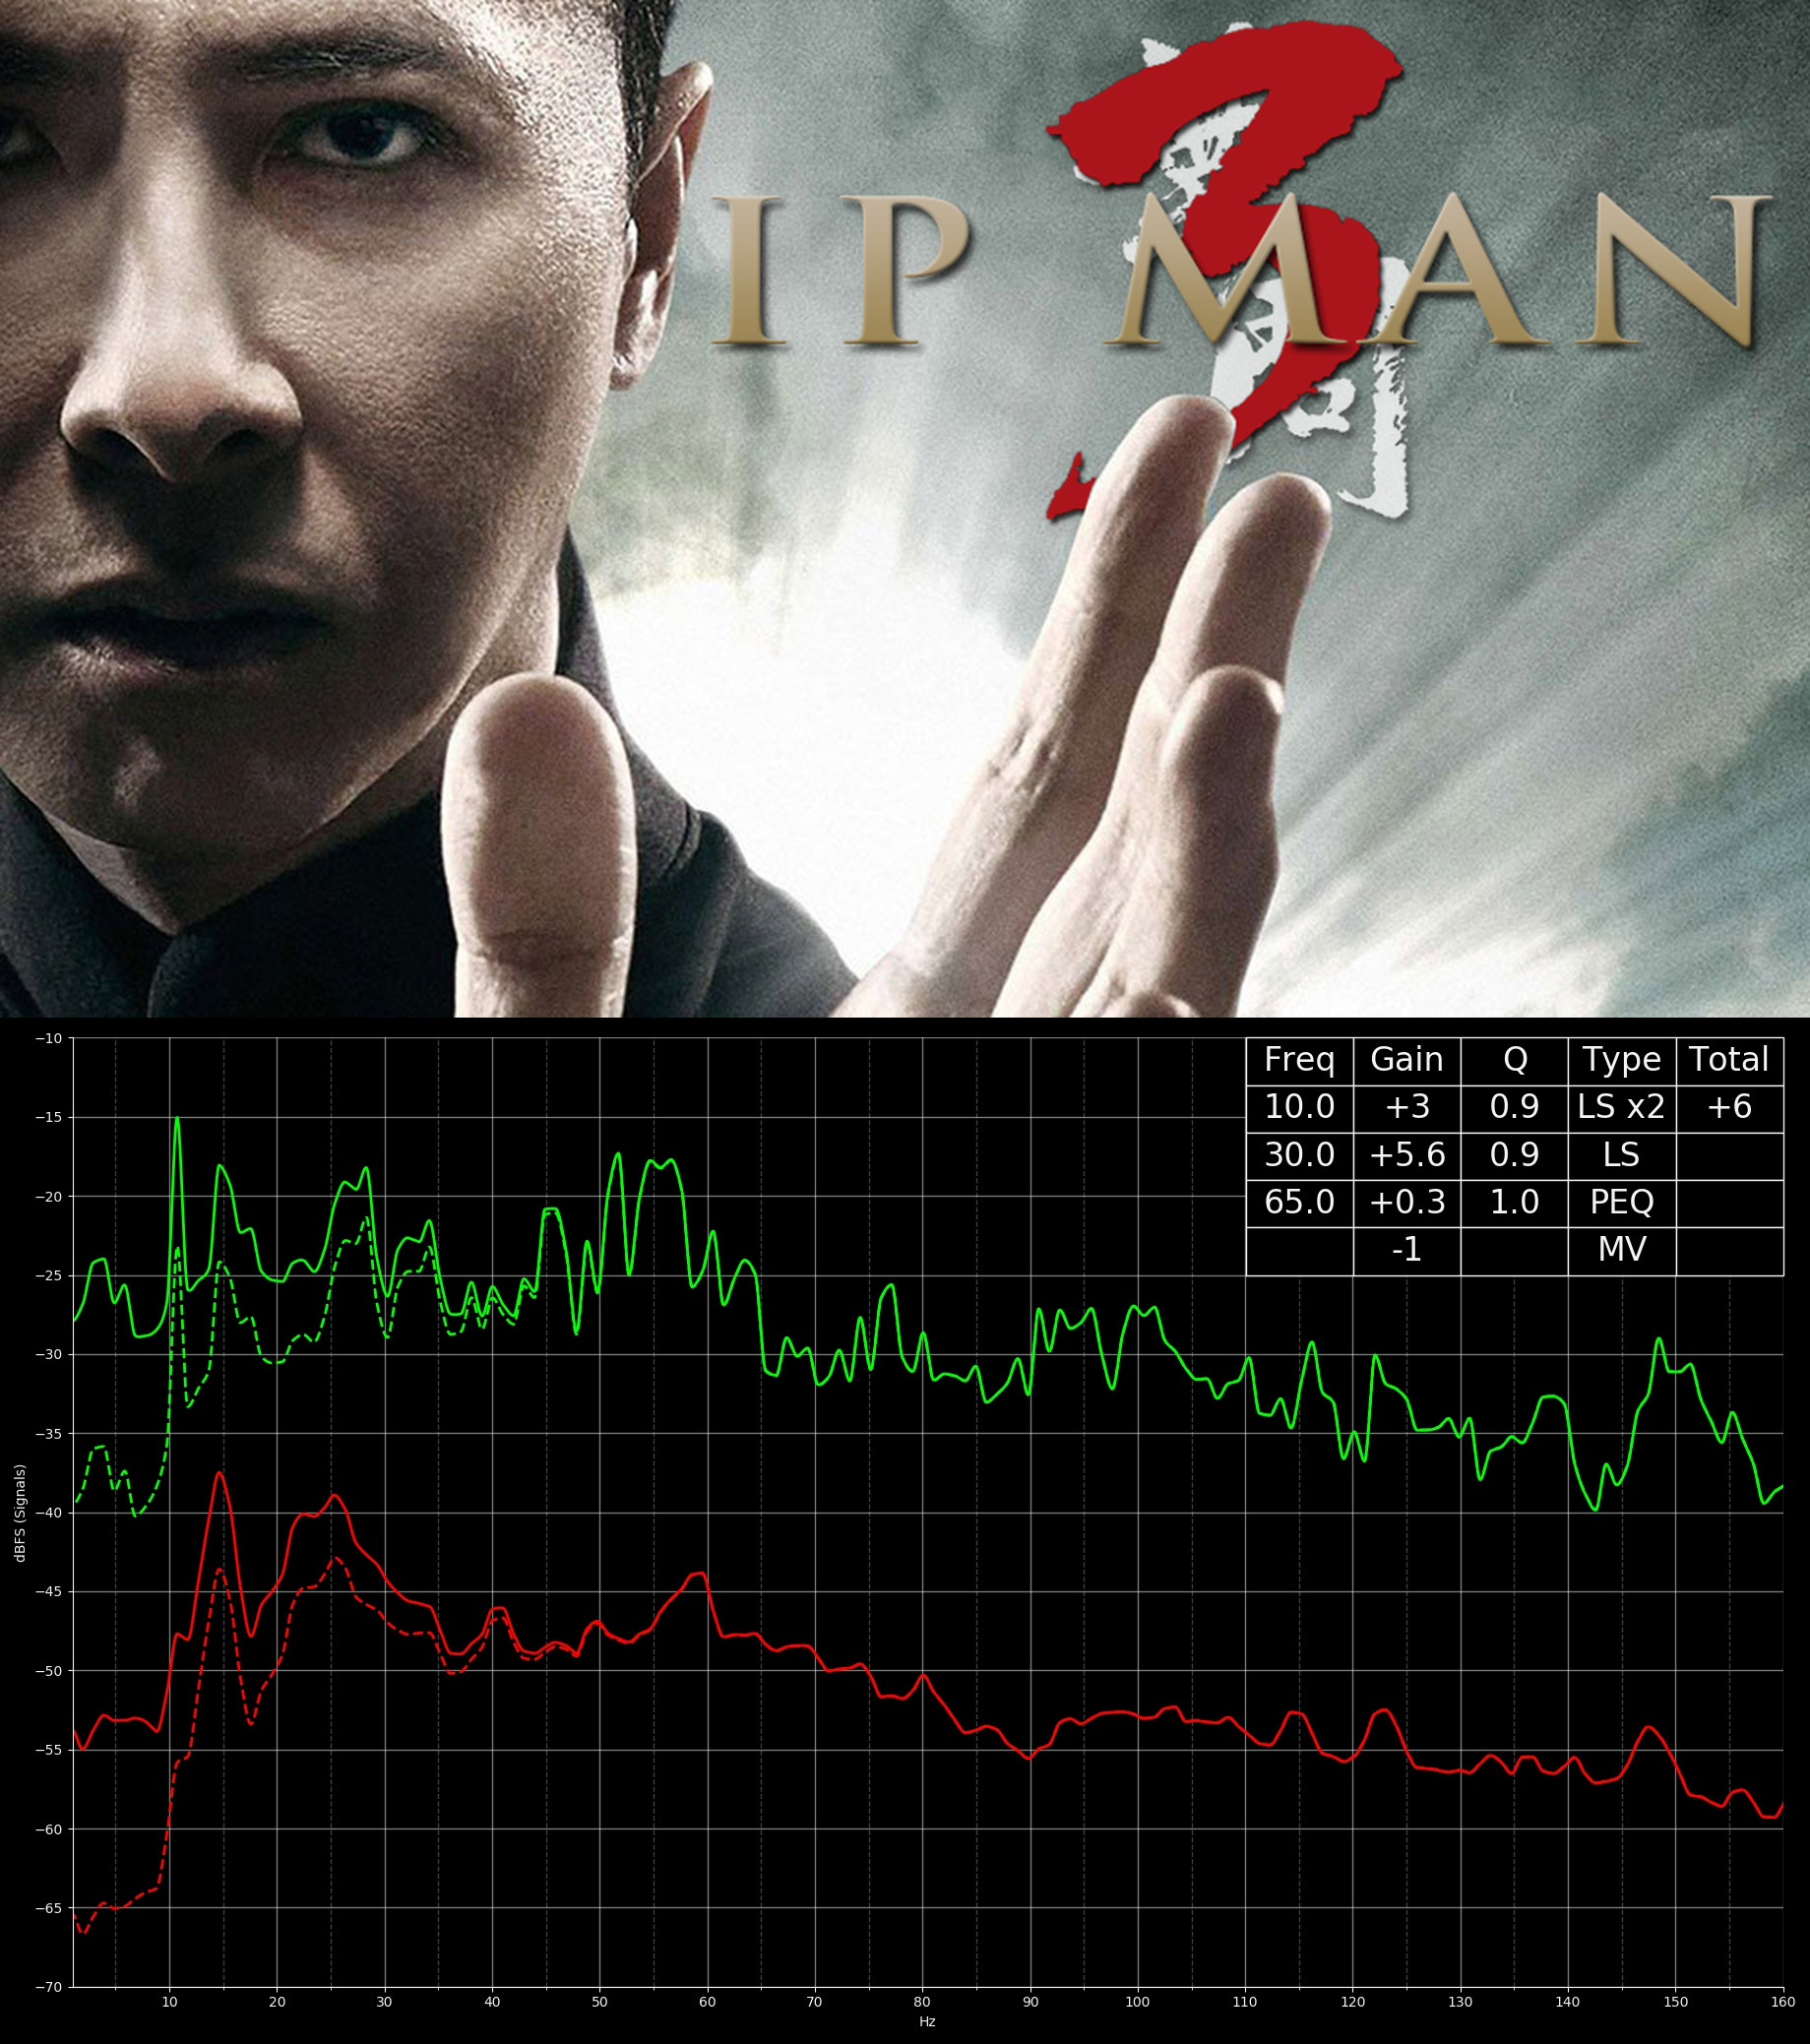 3
IP MAN
Freq Gain Q Type Total
10.0 +3 0.9 LS x2 +6
30.0 +5.6 0.9 LS
65.0 +0.3 1.0 PEQ
-1 MV
−10
−15
−20
−25
−30
−35
−40
−45
−50
−55
−60
−65
−70
dBFS (Signals)
10 20 30 40 50 60 70 80 90 100 110 120 130 140 150 160
Hz